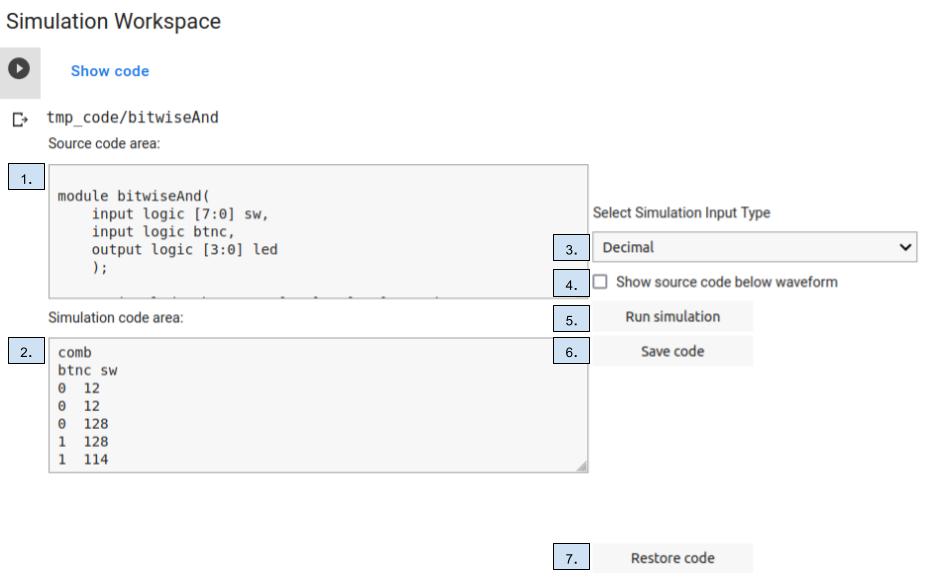 Simulation Workspace
Show code
tmp_code/bitwiseAnd
Source code area:
1.
module bitwiseAnd(
    input logic [7:0] sw,
    input logic btnc,
    output logic [3:0] led
    );
Select Simulation Input Type
3.
Decimal
4.
Show source code below waveform
Simulation code area:
5.
Run simulation
2.
comb
btnc sw
0  12
0  12
0  128
1  128
1  114
6.
Save code
7.
Restore code